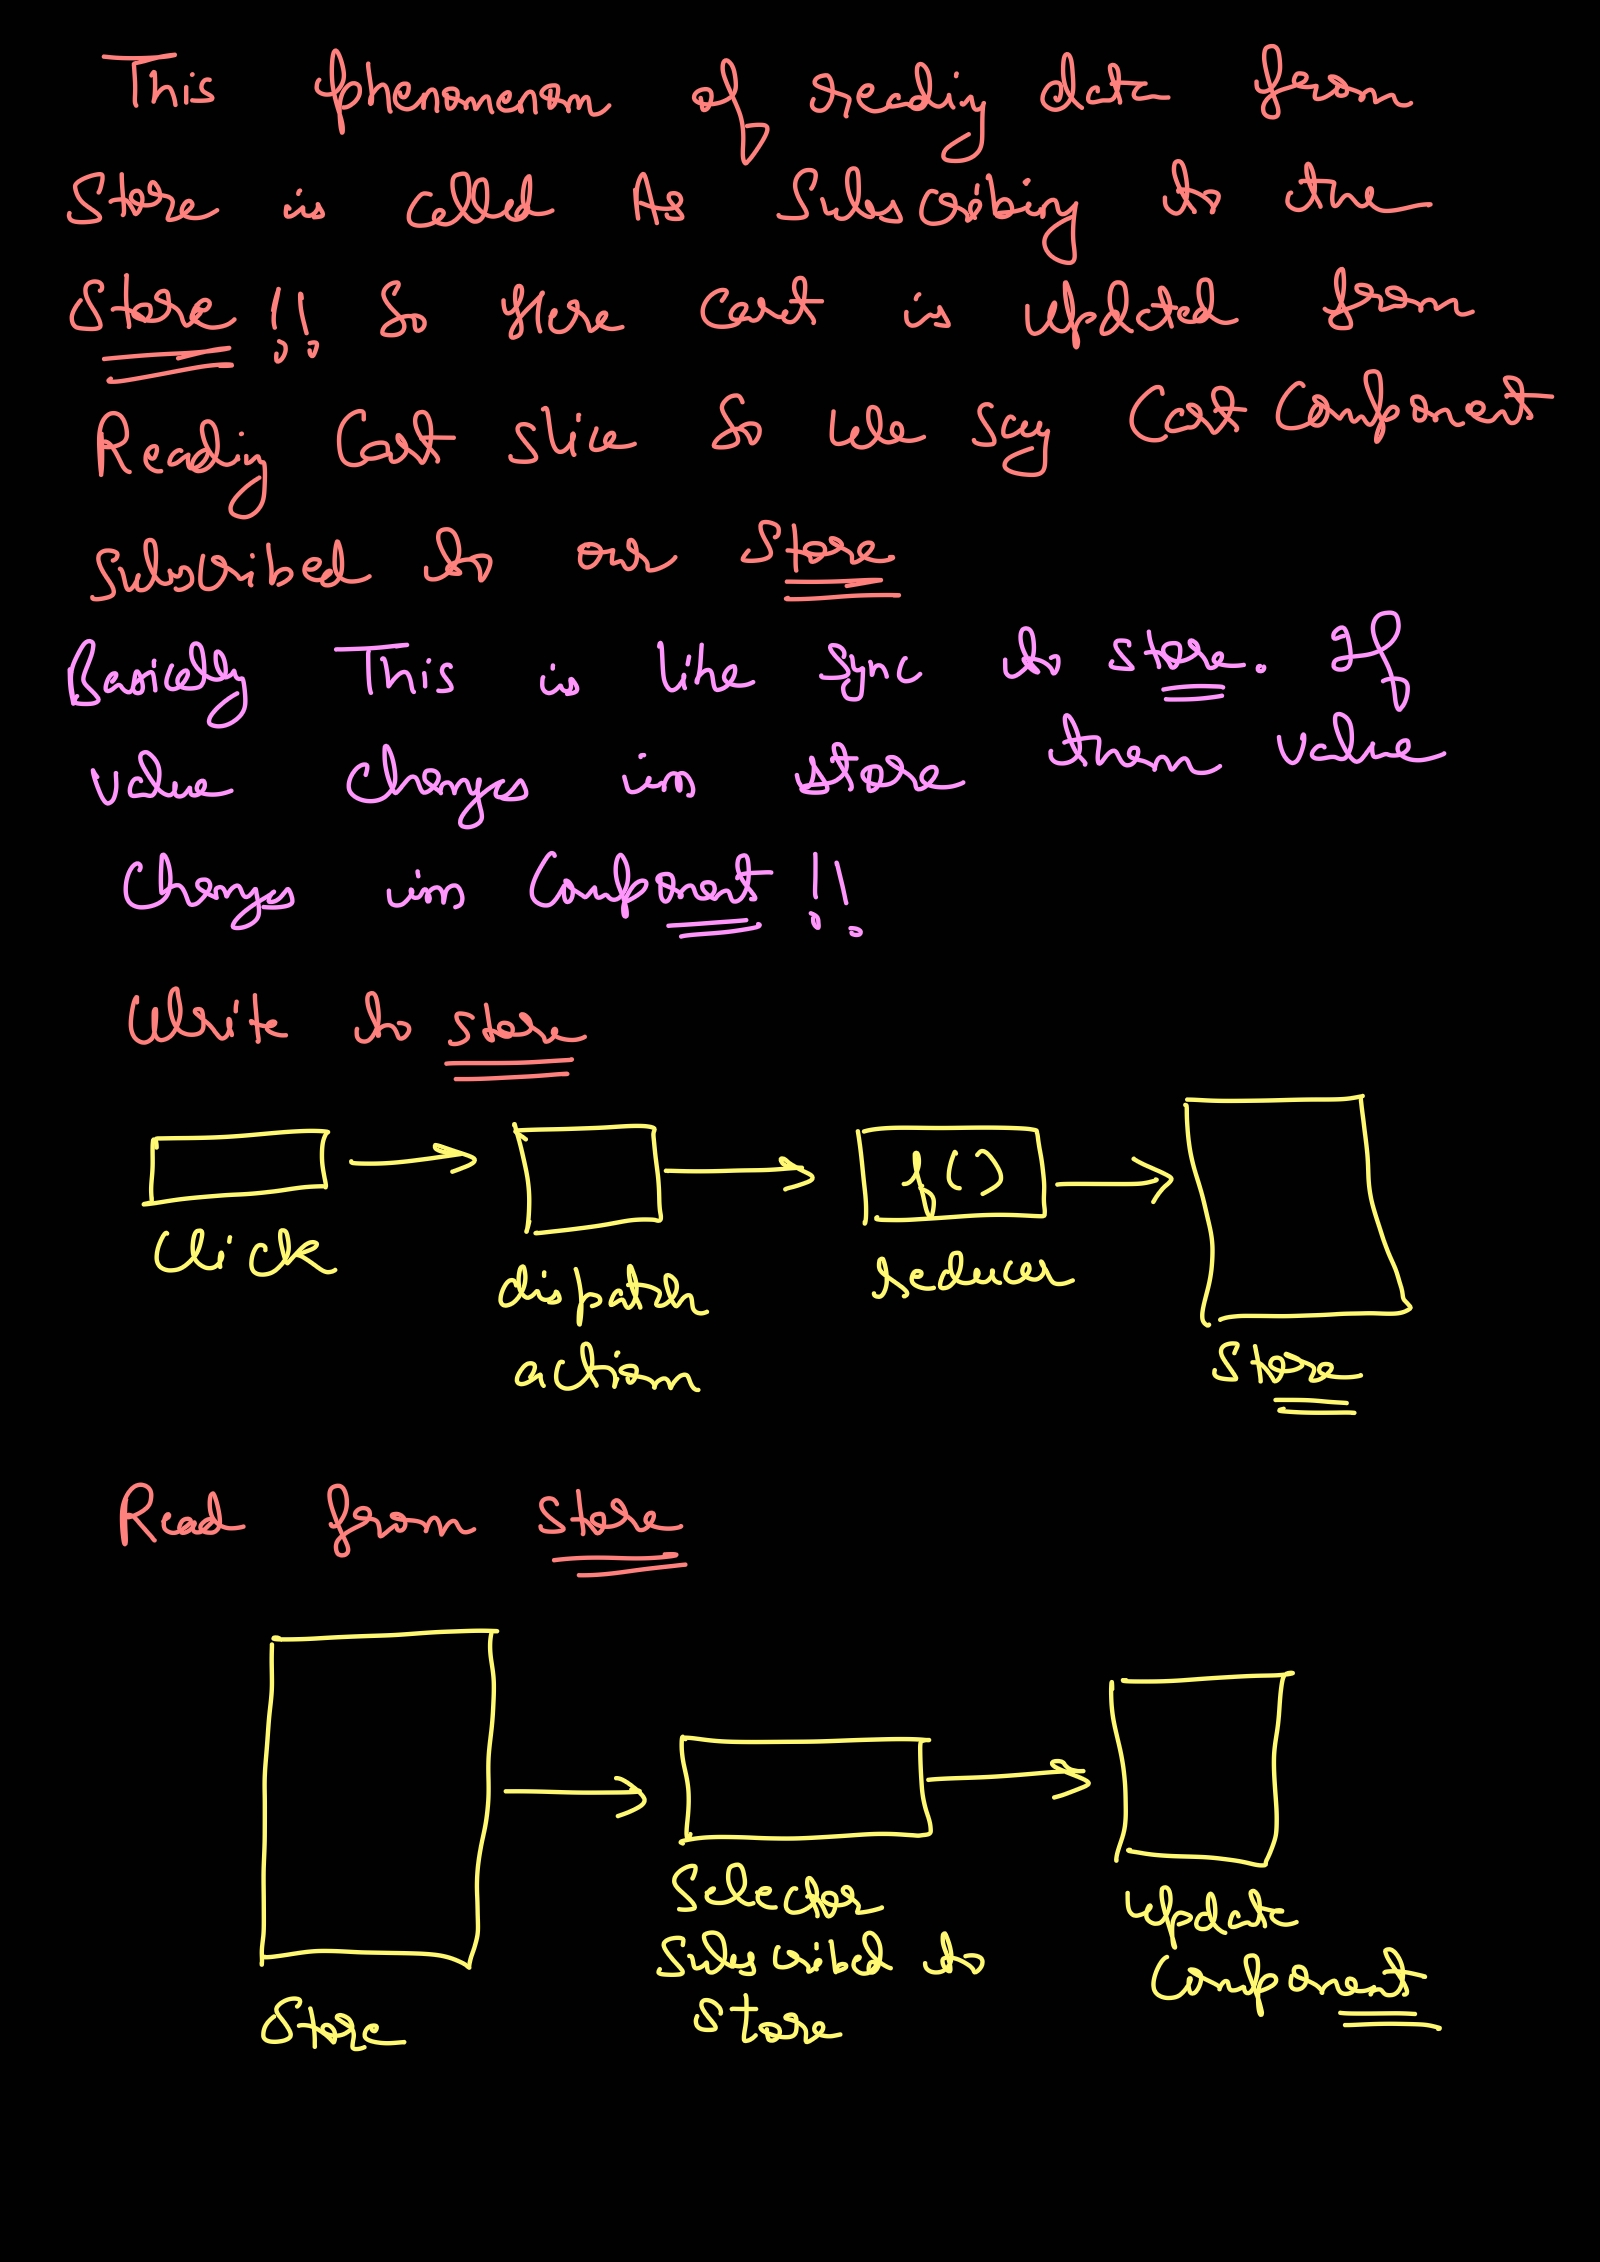 This phenomenon of reading data from
Store is called As Subscribing to the
Store !! So Here Cart is updated from
Reading Cart slice So we say Cart Component
Subscribed to our Store
Basically This is like Sync to store. If
value changes in store then value
Changes in Component !!
Write to store
f()
Click
dispatch
action
reducer
Store
Read from Store
Store
Selector
Subscribed to
Store
update
Component